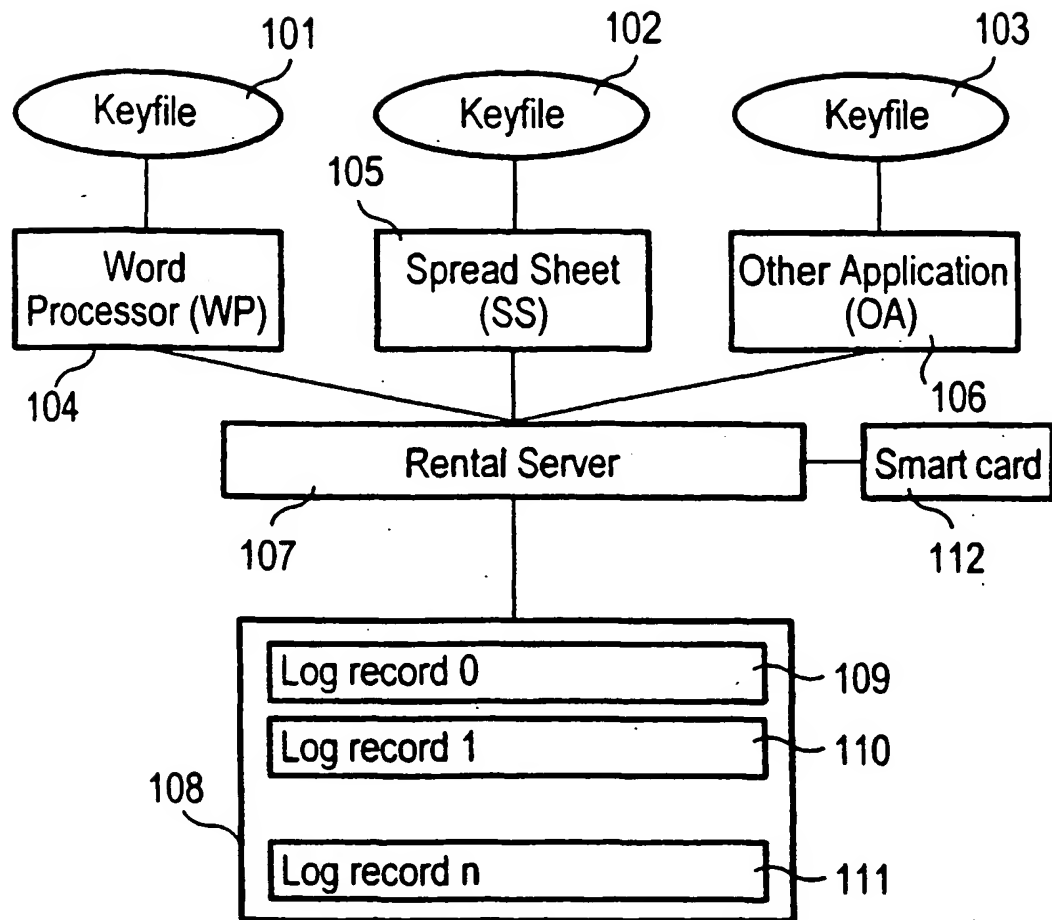 101
102
103
Keyfile
Keyfile
Keyfile
105
Word
Processor (WP)
Spread Sheet
(SS)
Other Application
(OA)
104
106
Rental Server
Smart card
107
112
Log record 0
109
Log record 1
110
108
Log record n
111